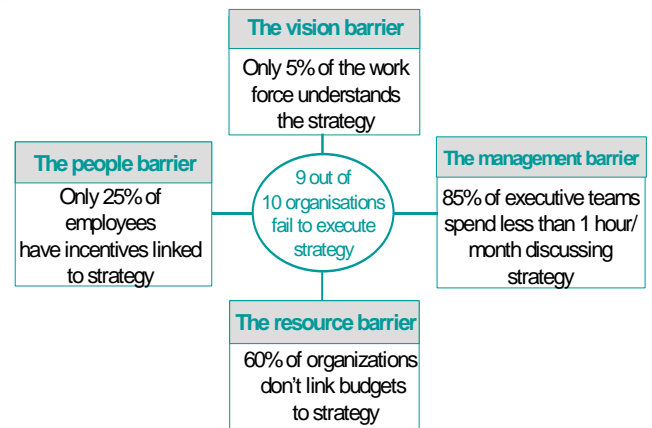 The vision barrier
Only 5% of the work
force understands
the strategy
The people barrier
Only 25% of
employees
have incentives linked
to strategy
9 out of
10 organisations
fail to execute
strategy
The management barrier
85% of executive teams
spend less than 1 hour/
month discussing
strategy
The resource barrier
60% of organizations
don't link budgets
to strategy